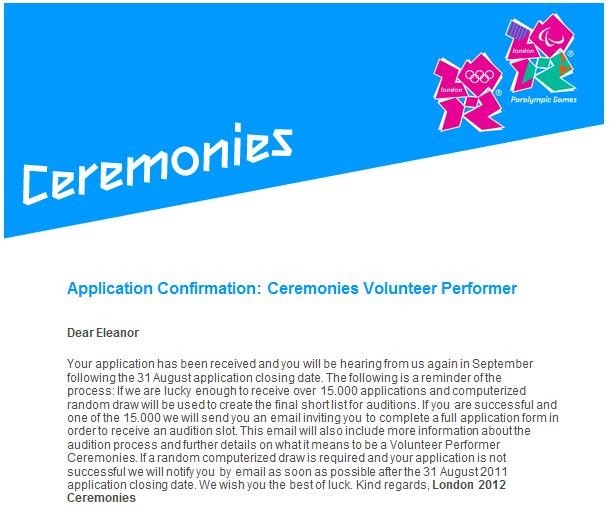 london
london
Paralympic Games
Ceremonies
Application Confirmation: Ceremonies Volunteer Performer
Dear Eleanor
Your application has been received and you will be hearing from us again in September
following the 31 August application closing date. The following is a reminder of the
process: If we are lucky enough to receive over 15.000 applications and computerized
random draw will be used to create the final short list for auditions. If you are successful and
one of the 15.000 we will send you an email inviting you to complete a full application form in
order to receive an audition slot. This email will also include more information about the
audition process and further details on what it means to be a Volunteer Performer
Ceremonies. If a random computerized draw is required and your application is not
successful we will notify you by email as soon as possible after the 31 August 2011
application closing date. We wish you the best of luck. Kind regards, London 2012
Ceremonies